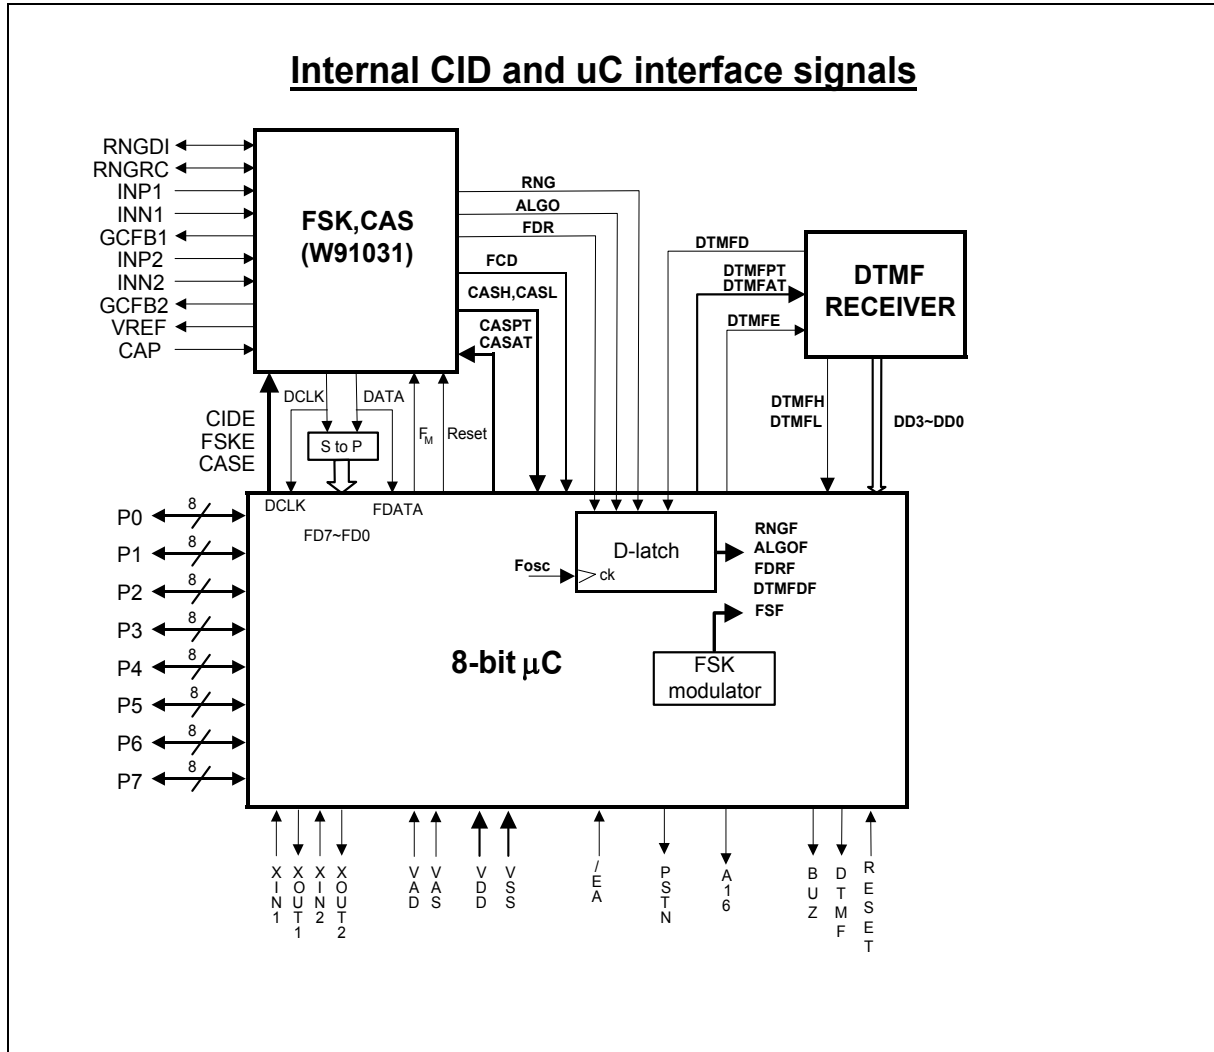 Internal CID and uC interface signals
RNGDI
RNGRC
INP1
INN1
GCFB1
INP2
INN2
GCFB2
VREF
CAP
FSK,CAS
(W91031)
RNG
ALGO
FDR
FCD
CASH,CASL
CASPT
CASAT
DTMFD
DTMFPT
DTMFAT
DTMFE
DTMF
RECEIVER
CIDE
FSKE
CASE
DCLK
DATA
S to P
FM
Reset
DTMFH
DTMFL
DD3~DD0
DCLK
FDATA
FD7~FD0
Fosc
D-latch
ck
RNGF
ALGOF
FDRF
DTMFDF
FSF
FSK
modulator
8-bit µC
P0 8
P1 8
P2 8
P3 8
P4 8
P5 8
P6 8
P7 8
XIN1
XOUT1
XIN2
XOUT2
VAD
VAS
VDD
VSS
/EA
PSTN
A16
BUZ
DTMF
RESET